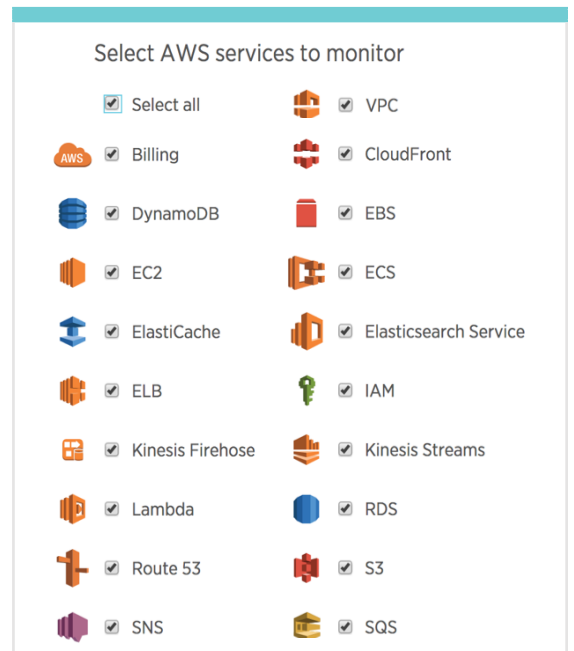 Select AWS services to monitor
Select all
VPC
AWS
Billing
CloudFront
DynamoDB
EBS
EC2
ECS
ElastiCache
Elasticsearch Service
ELB
IAM
Kinesis Firehose
Kinesis Streams
Lambda
RDS
Route 53
S3
SNS
SQS